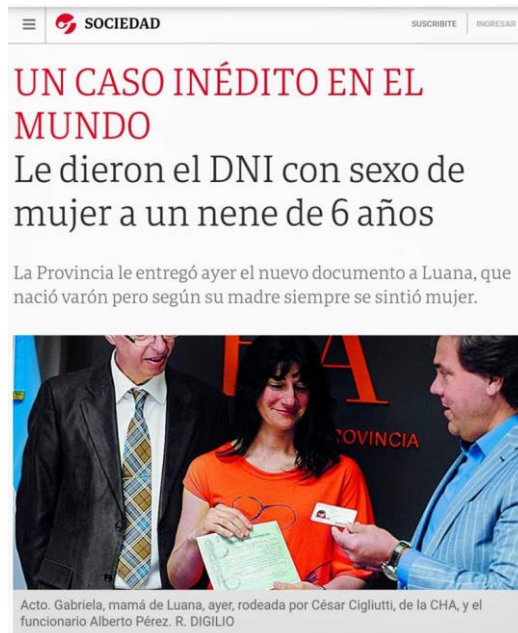 SOCIEDAD
SUSCRIBITE INGRESAR
UN CASO INÉDITO EN EL
MUNDO
Le dieron el DNI con sexo de
mujer a un nene de 6 años
La Provincia le entregó ayer el nuevo documento a Luana, que
nació varón pero según su madre siempre se sintió mujer.
A
OVINCIA
Acto. Gabriela, mamá de Luana, ayer, rodeada por César Cigliutti, de la CHA, y el
funcionario Alberto Pérez. R. DIGILIO